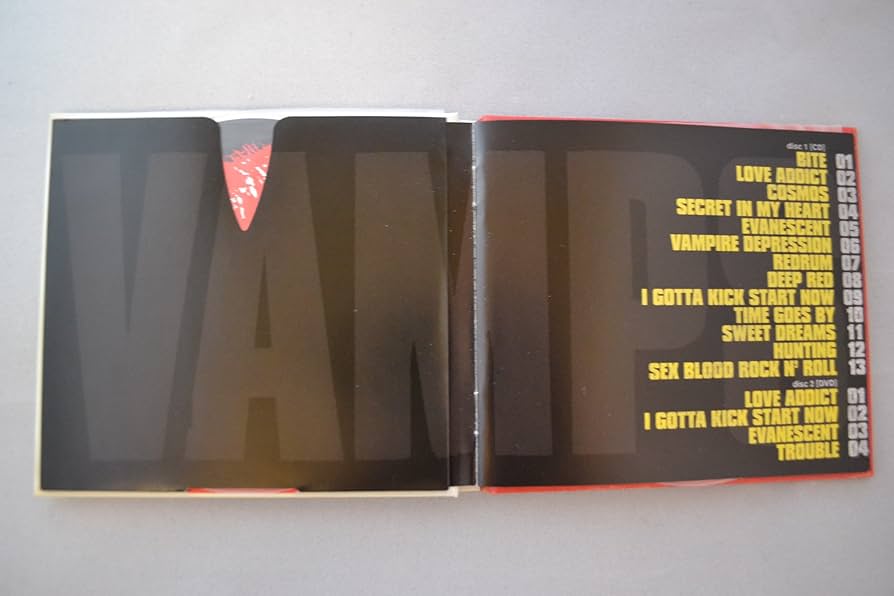 VAMPS
disc 1 [CD]
BITE 01
LOVE ADDICT 02
COSMOS 03
SECRET IN MY HEART 04
EVANESCENT 05
VAMPIRE DEPRESSION 06
REDRUM 07
DEEP RED 08
I GOTTA KICK START NOW 09
TIME GOES BY 10
SWEET DREAMS 11
HUNTING 12
SEX BLOOD ROCK N' ROLL 13
disc 2 [DVD]
LOVE ADDICT 01
I GOTTA KICK START NOW 02
EVANESCENT 03
TROUBLE 04